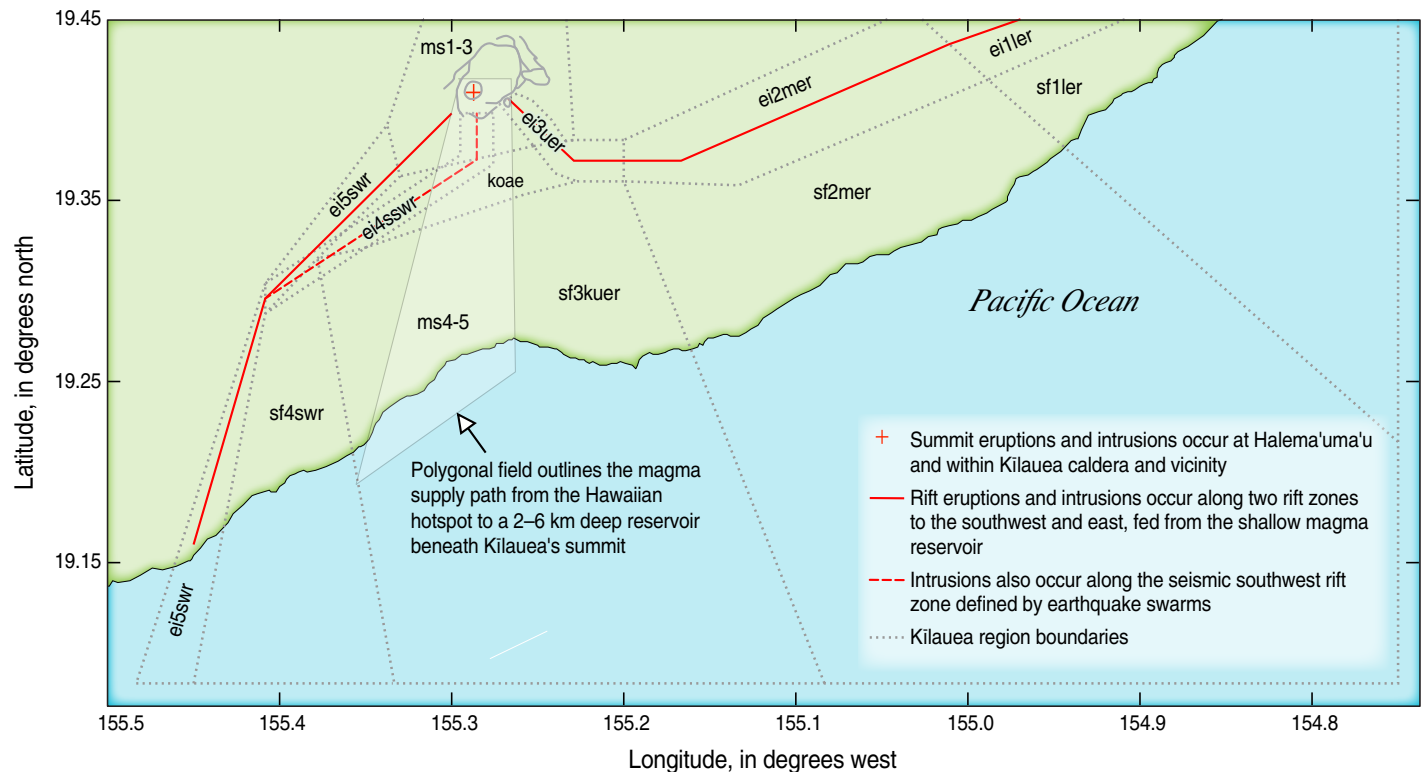 19.45
19.35
19.25
19.15
Latitude, in degrees north
155.5
155.4
155.3
155.2
155.1
155.0
154.9
154.8
Longitude, in degrees west
ms1-3
ei1ler
ei2mer
sf1ler
ei3uer
koae
ei5swr
ei4sswr
sf2mer
sf3kuer
ms4-5
sf4swr
ei5swr
Pacific Ocean
Polygonal field outlines the magma
supply path from the Hawaiian
hotspot to a 2–6 km deep reservoir
beneath Kīlauea's summit
Summit eruptions and intrusions occur at Halema'uma'u
and within Kīlauea caldera and vicinity
Rift eruptions and intrusions occur along two rift zones
to the southwest and east, fed from the shallow magma
reservoir
Intrusions also occur along the seismic southwest rift
zone defined by earthquake swarms
Kīlauea region boundaries